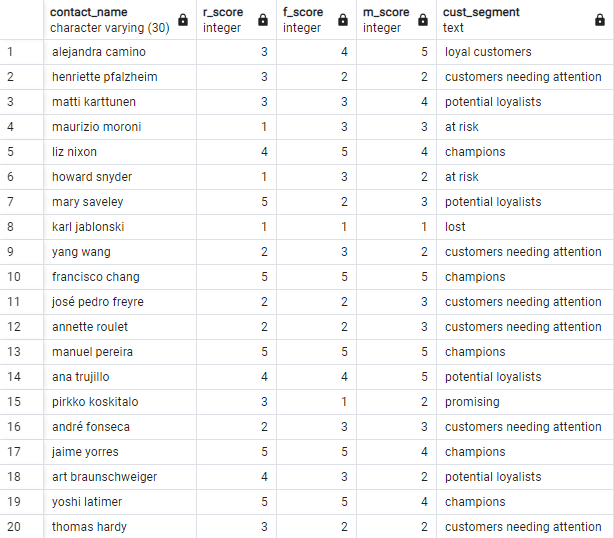 contact_name r_score f_score m_score cust_segment
character varying (30) integer integer integer text
1 alejandra camino 3 4 5 loyal customers
2 henriette pfalzheim 3 2 2 customers needing attention
3 matti karttunen 3 3 4 potential loyalists
4 maurizio moroni 1 3 3 at risk
5 liz nixon 4 5 4 champions
6 howard snyder 1 3 2 at risk
7 mary saveley 5 2 3 potential loyalists
8 karl jablonski 1 1 1 lost
9 yang wang 2 3 2 customers needing attention
10 francisco chang 5 5 5 champions
11 josé pedro freyre 2 2 3 customers needing attention
12 annette roulet 2 2 3 customers needing attention
13 manuel pereira 5 5 5 champions
14 ana trujillo 4 4 5 potential loyalists
15 pirkko koskitalo 3 1 2 promising
16 andré fonseca 2 3 3 customers needing attention
17 jaime yorres 5 5 4 champions
18 art braunschweiger 4 3 2 potential loyalists
19 yoshi latimer 5 5 4 champions
20 thomas hardy 3 2 2 customers needing attention